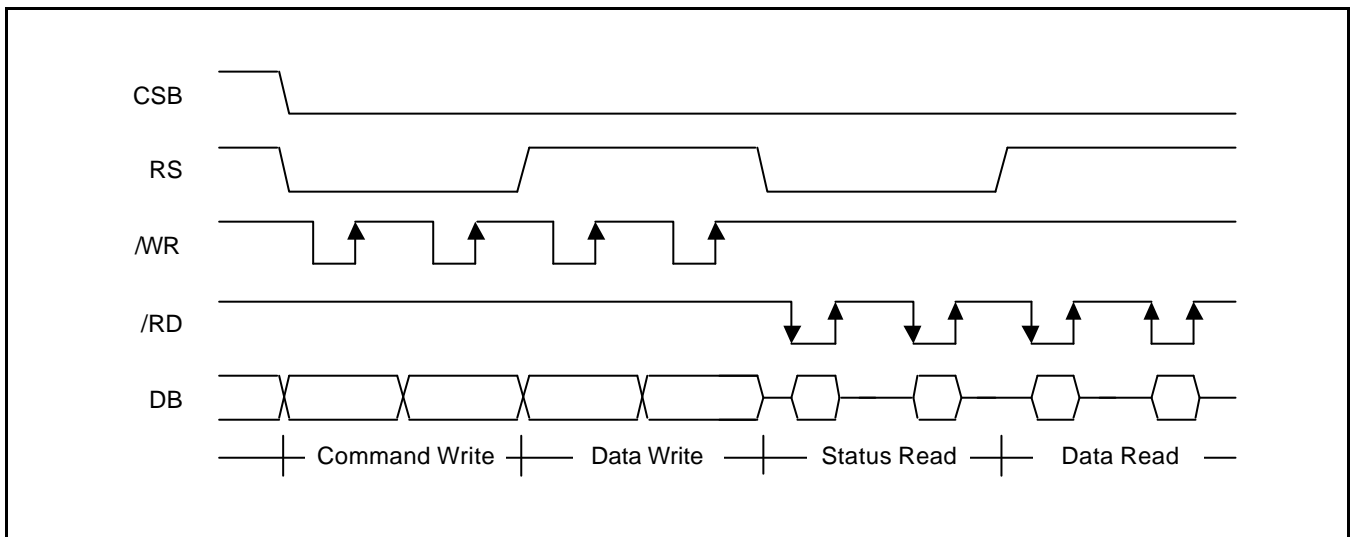 CSB
RS
/WR
/RD
DB
Command Write
Data Write
Status Read
Data Read